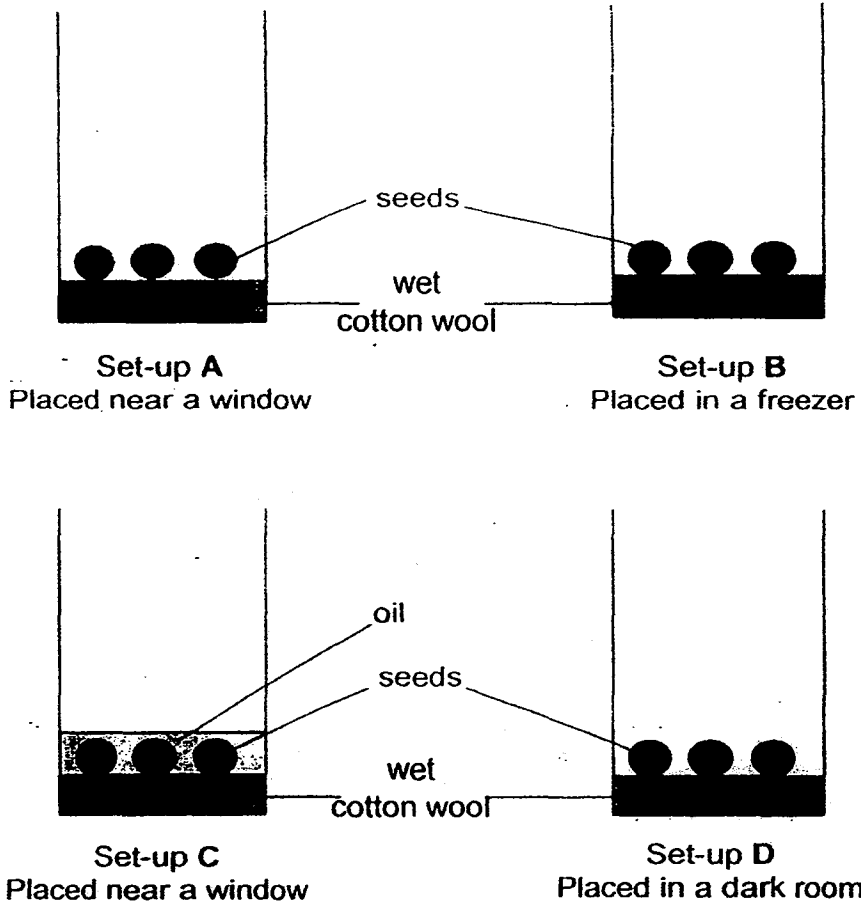 seeds
wet
cotton wool
Set-up A
Placed near a window
Set-up B
Placed in a freezer
oil
seeds
wet
cotton wool
Set-up C
Placed near a window
Set-up D
Placed in a dark room